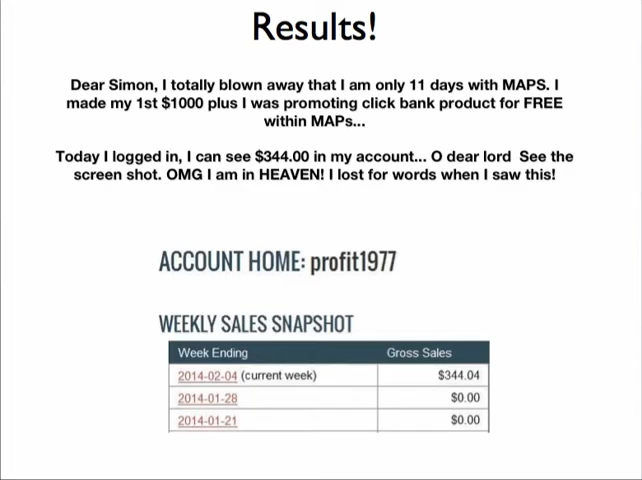 Results!
Dear Simon, I totally blown away that I am only 11 days with MAPS. I
made my 1st $1000 plus I was promoting click bank product for FREE
within MAPs...
Today I logged in, I can see $344.00 in my account... O dear lord See the
screen shot. OMG I am in HEAVEN! I lost for words when I saw this!
ACCOUNT HOME: profit1977
WEEKLY SALES SNAPSHOT
Week Ending Gross Sales
2014-02-04 (current week) $344.04
2014-01-28 $0.00
2014-01-21 $0.00